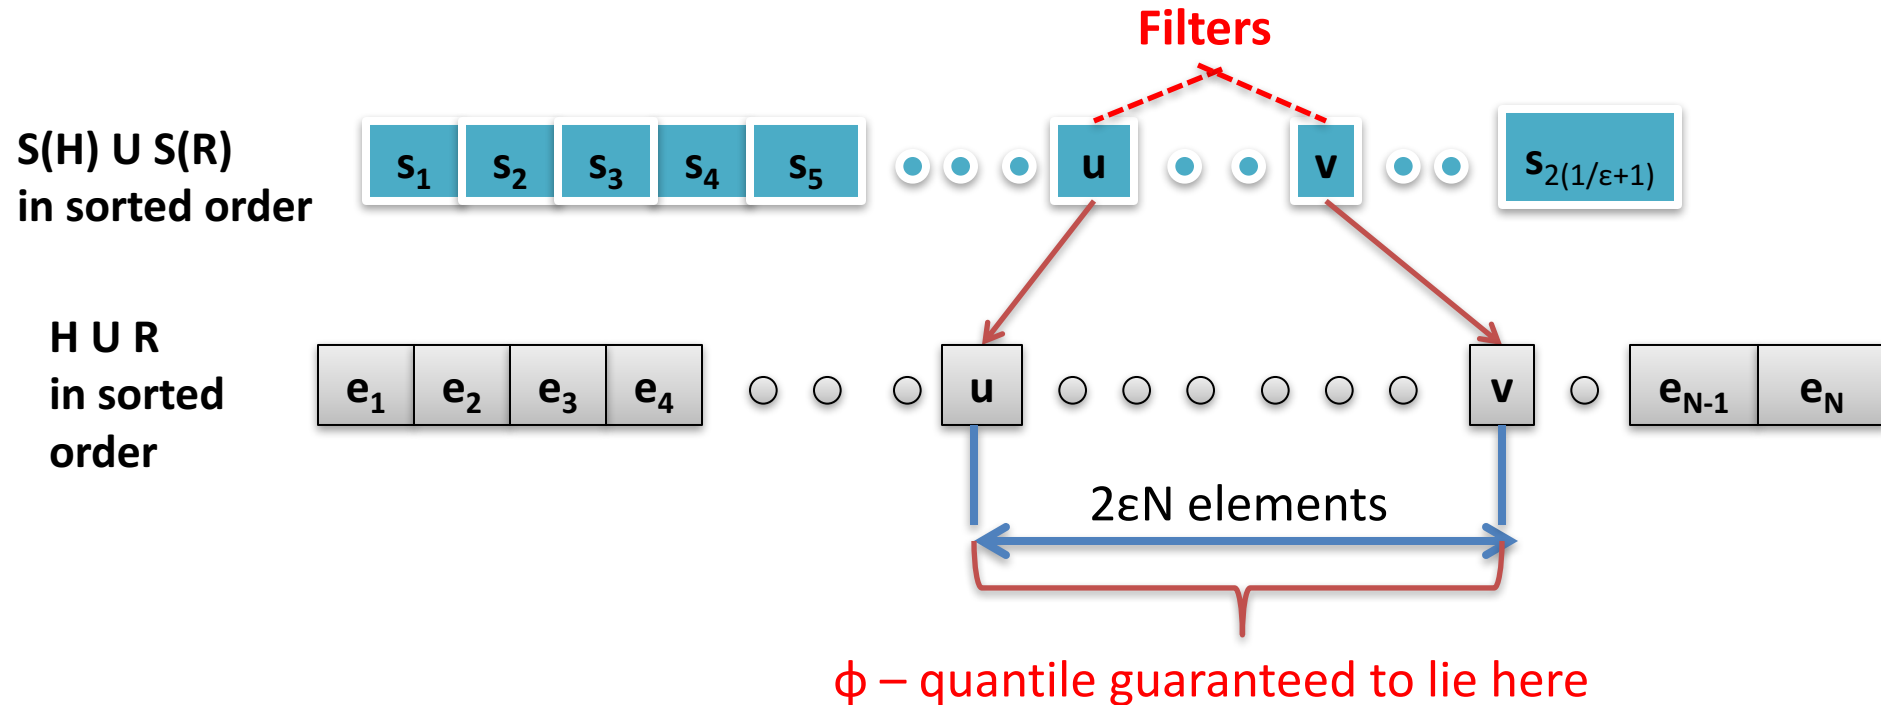 Filters
S(H) U S(R)
in sorted order
s1 s2 s3 s4 s5 u v s2(1/ε+1)
H U R
in sorted
order
e1 e2 e3 e4 u v eN-1 eN
2εN elements
ϕ – quantile guaranteed to lie here